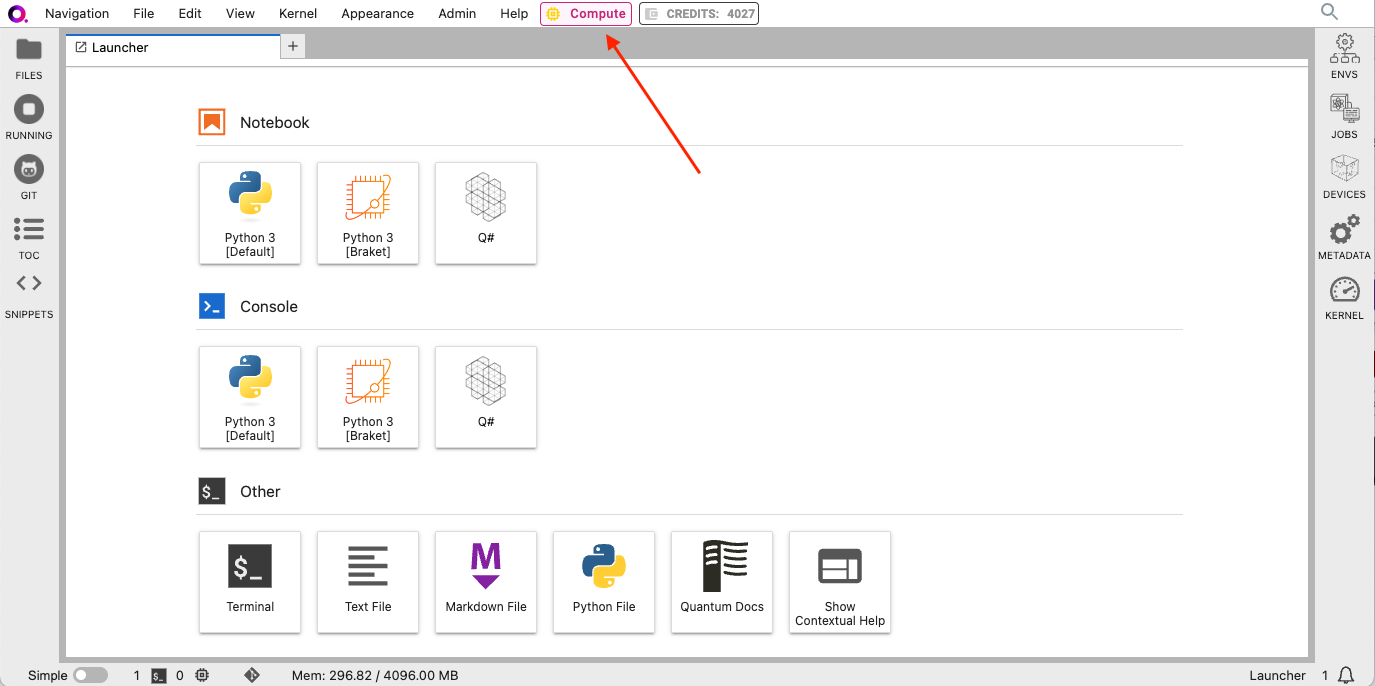 Navigation File Edit View Kernel Appearance Admin Help Compute CREDITS: 4027
Launcher
FILES
RUNNING
GIT
TOC
SNIPPETS
Notebook
Python 3
[Default]
Python 3
[Braket]
Q#
Console
Python 3
[Default]
Python 3
[Braket]
Q#
Other
$_
Terminal
Text File
M
Markdown File
Python File
Quantum Docs
Show
Contextual Help
ENVS
JOBS
DEVICES
METADATA
KERNEL
Simple 1 $_ 0 Mem: 296.82 / 4096.00 MB Launcher 1